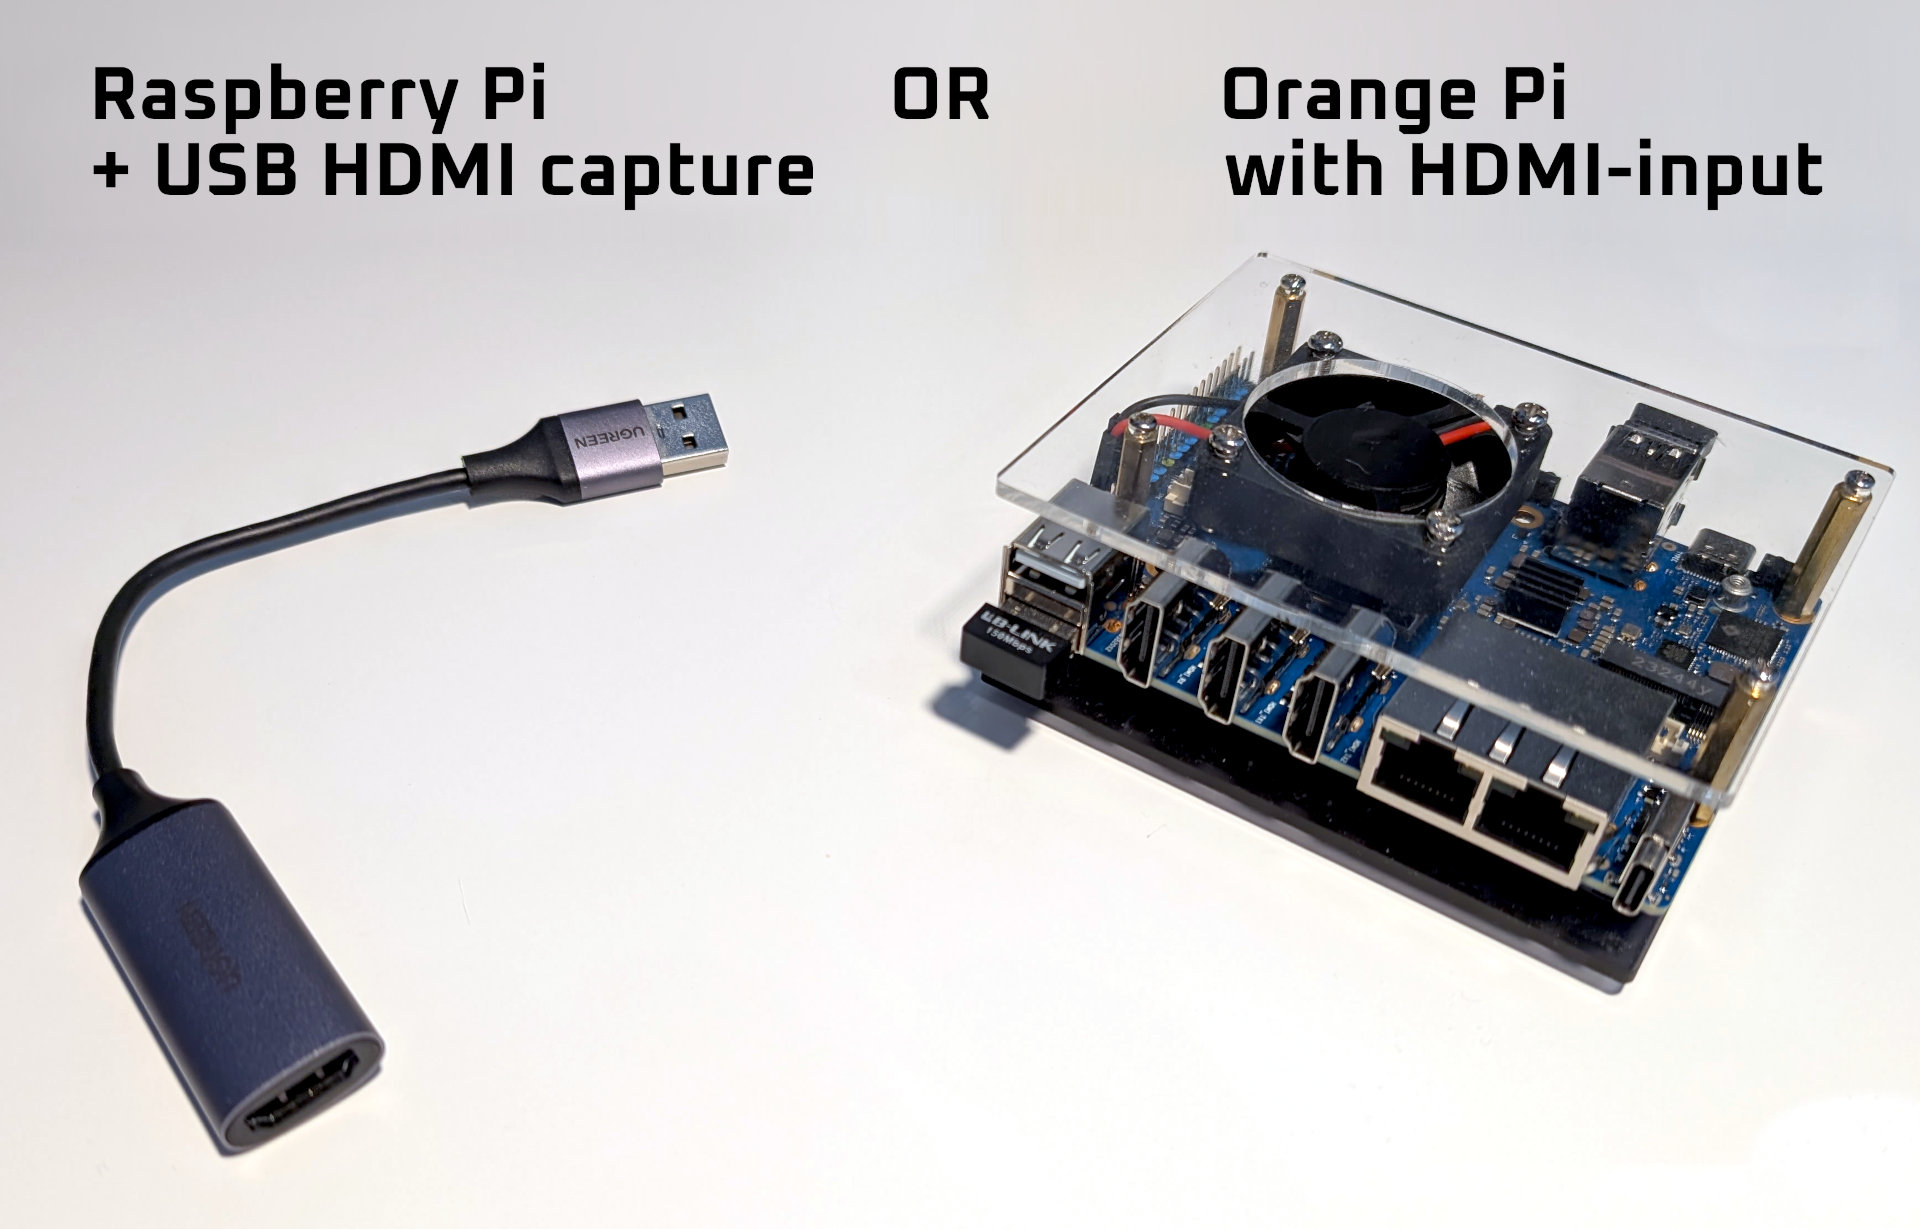 Raspberry Pi
+ USB HDMI capture
OR
Orange Pi
with HDMI-input
UGREEN
UGREEN
LB-LINK
150Mbps
23244Y